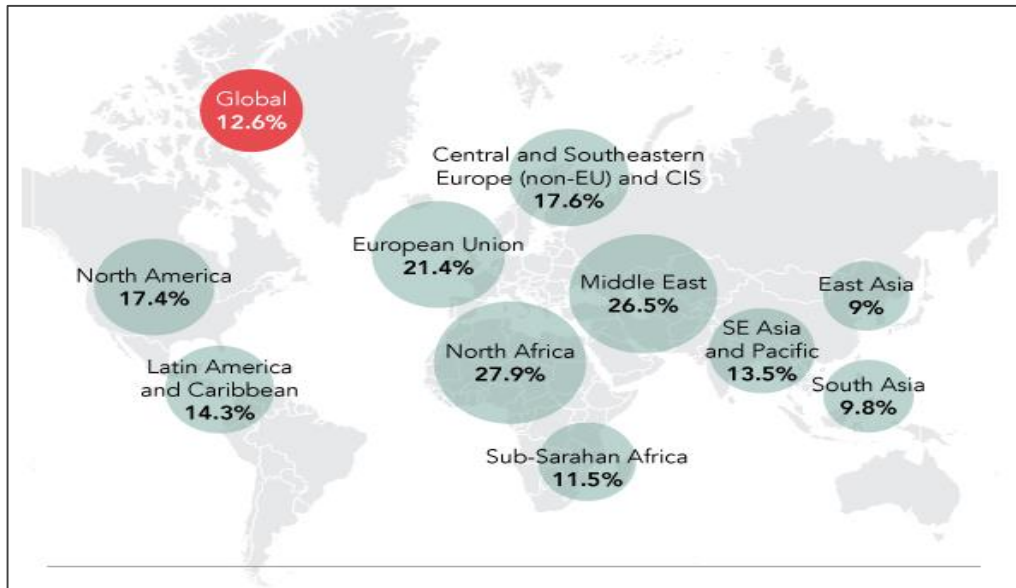 Global
12.6%
Central and Southeastern
Europe (non-EU) and CIS
17.6%
European Union
21.4%
North America
17.4%
Middle East
26.5%
East Asia
9%
SE Asia
and Pacific
13.5%
North Africa
27.9%
Latin America
and Caribbean
14.3%
South Asia
9.8%
Sub-Sarahan Africa
11.5%